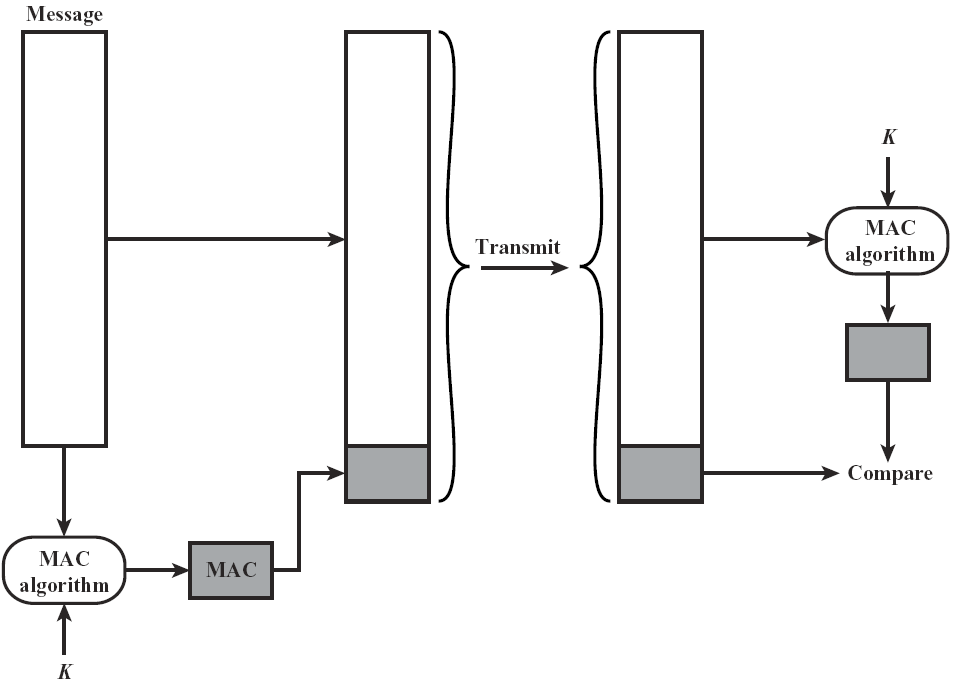 Message
K
Transmit
MAC
algorithm
Compare
MAC
algorithm
MAC
K